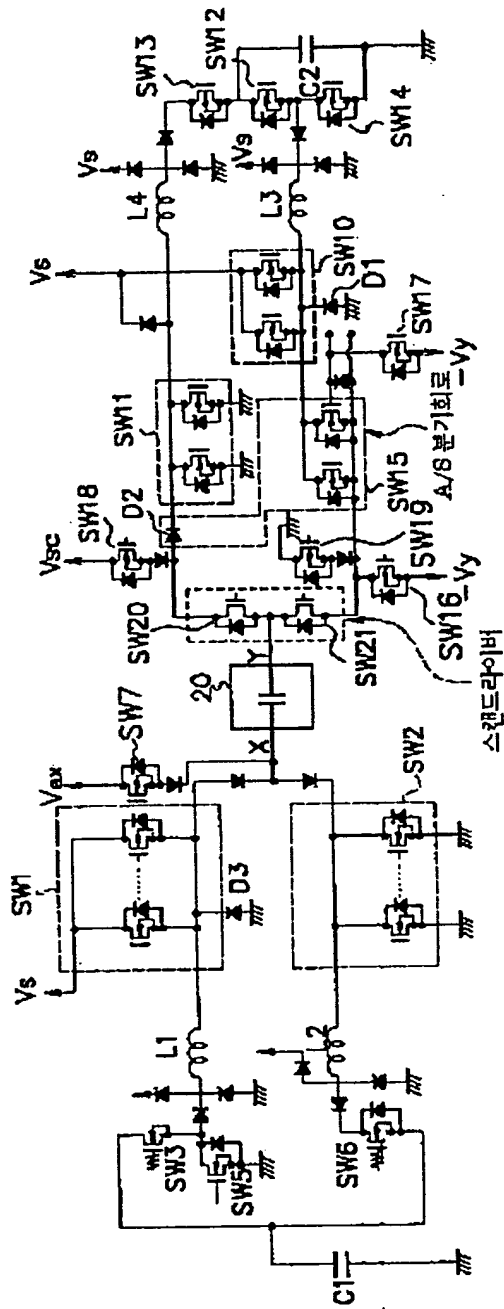 Vs
SW1
Vax
SW7
Vsc
SW18
D2
SW11
Vs
L4
Vs
SW13
SW12
L1
D3
SW3
SW5
X
20
Y
SW20
SW21
SW19
SW15
SW10
D1
L3
Vs
C2
SW14
SW17
-Vy
A/S 분기회로
SW16
-Vy
스캔드라이버
C1
SW6
L2
SW2